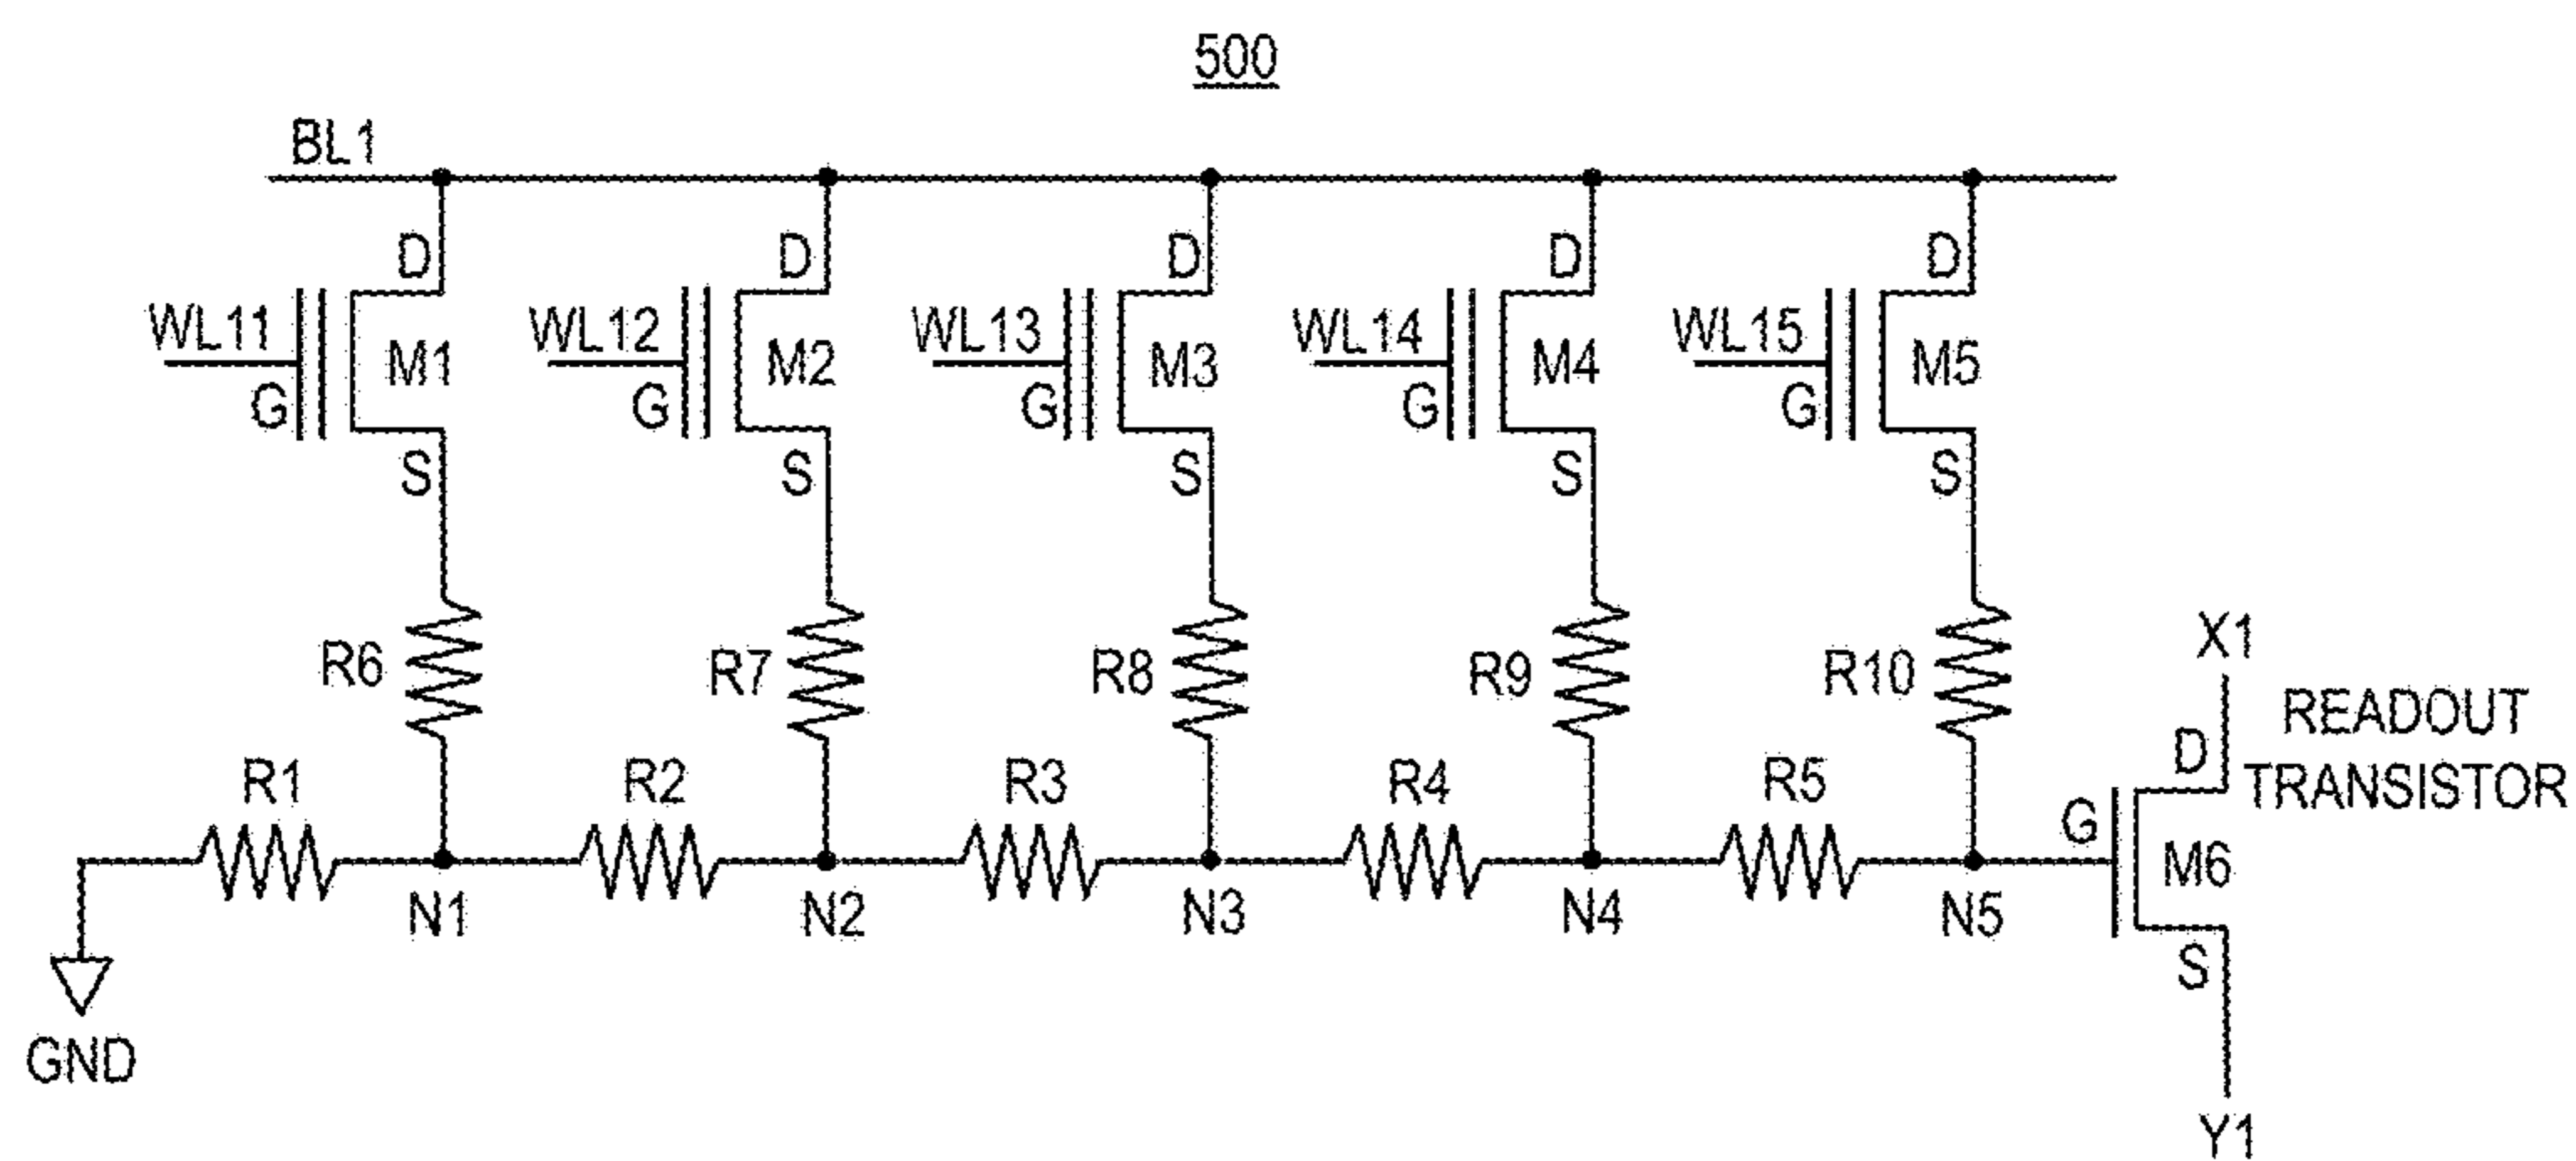 500
BL1
D D D D D
WL11 WL12 WL13 WL14 WL15
M1 M2 M3 M4 M5
G G G G G
S S S S S
R6 R7 R8 R9 R10
X1
READOUT
TRANSISTOR
D
R1 R2 R3 R4 R5
G
M6
N1 N2 N3 N4 N5
S
GND
Y1